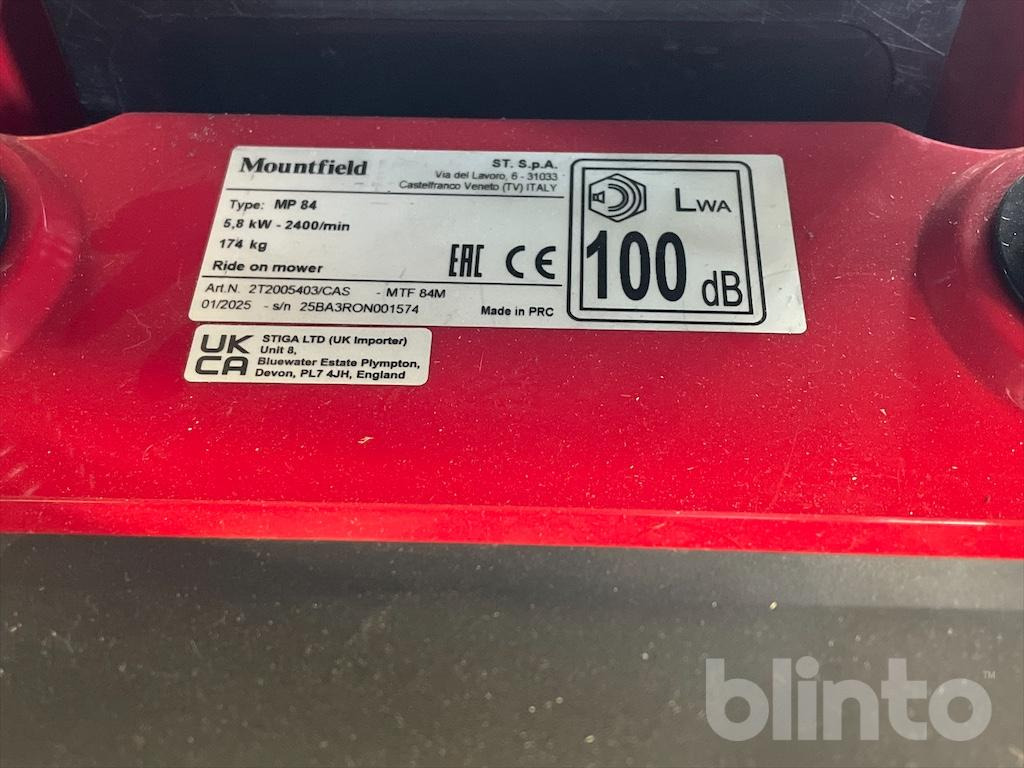 Mountfield
ST. S.p.A.
Via del Lavoro, 6 - 31033
Castelfranco Veneto (TV) ITALY
Type: MP 84
5,8 kW - 2400/min
174 kg
Ride on mower
EAC CE
Art.N. 2T2005403/CAS - MTF 84M
01/2025 - s/n 25BA3RON001574
Made in PRC
LWA
100 dB
UK
CA
STIGA LTD (UK Importer)
Unit 8,
Bluewater Estate Plympton,
Devon, PL7 4JH, England
blinto™